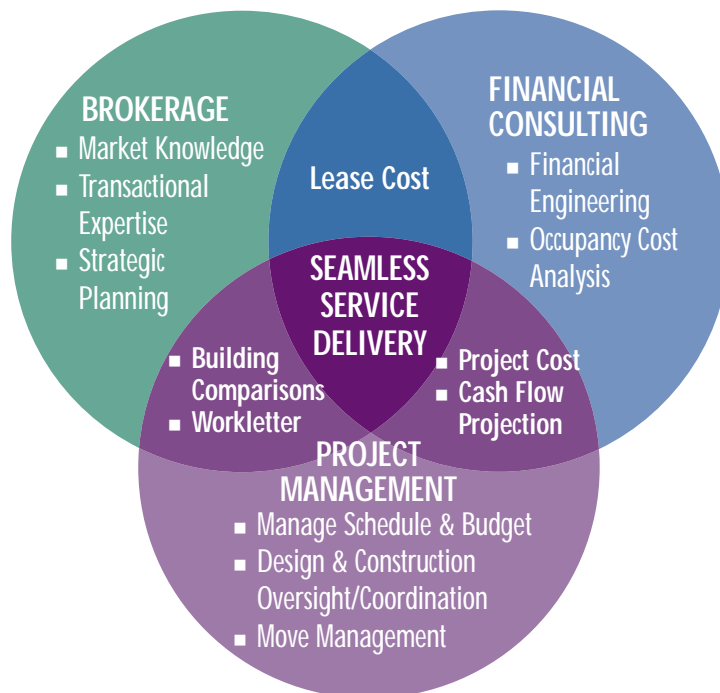 BROKERAGE
■ Market Knowledge
■ Transactional
Expertise
■ Strategic
Planning
Lease Cost
FINANCIAL
CONSULTING
■ Financial
Engineering
■ Occupancy Cost
Analysis
SEAMLESS
SERVICE
DELIVERY
■ Building
Comparisons
■ Workletter
■ Project Cost
■ Cash Flow
Projection
PROJECT
MANAGEMENT
■ Manage Schedule & Budget
■ Design & Construction
Oversight/Coordination
■ Move Management